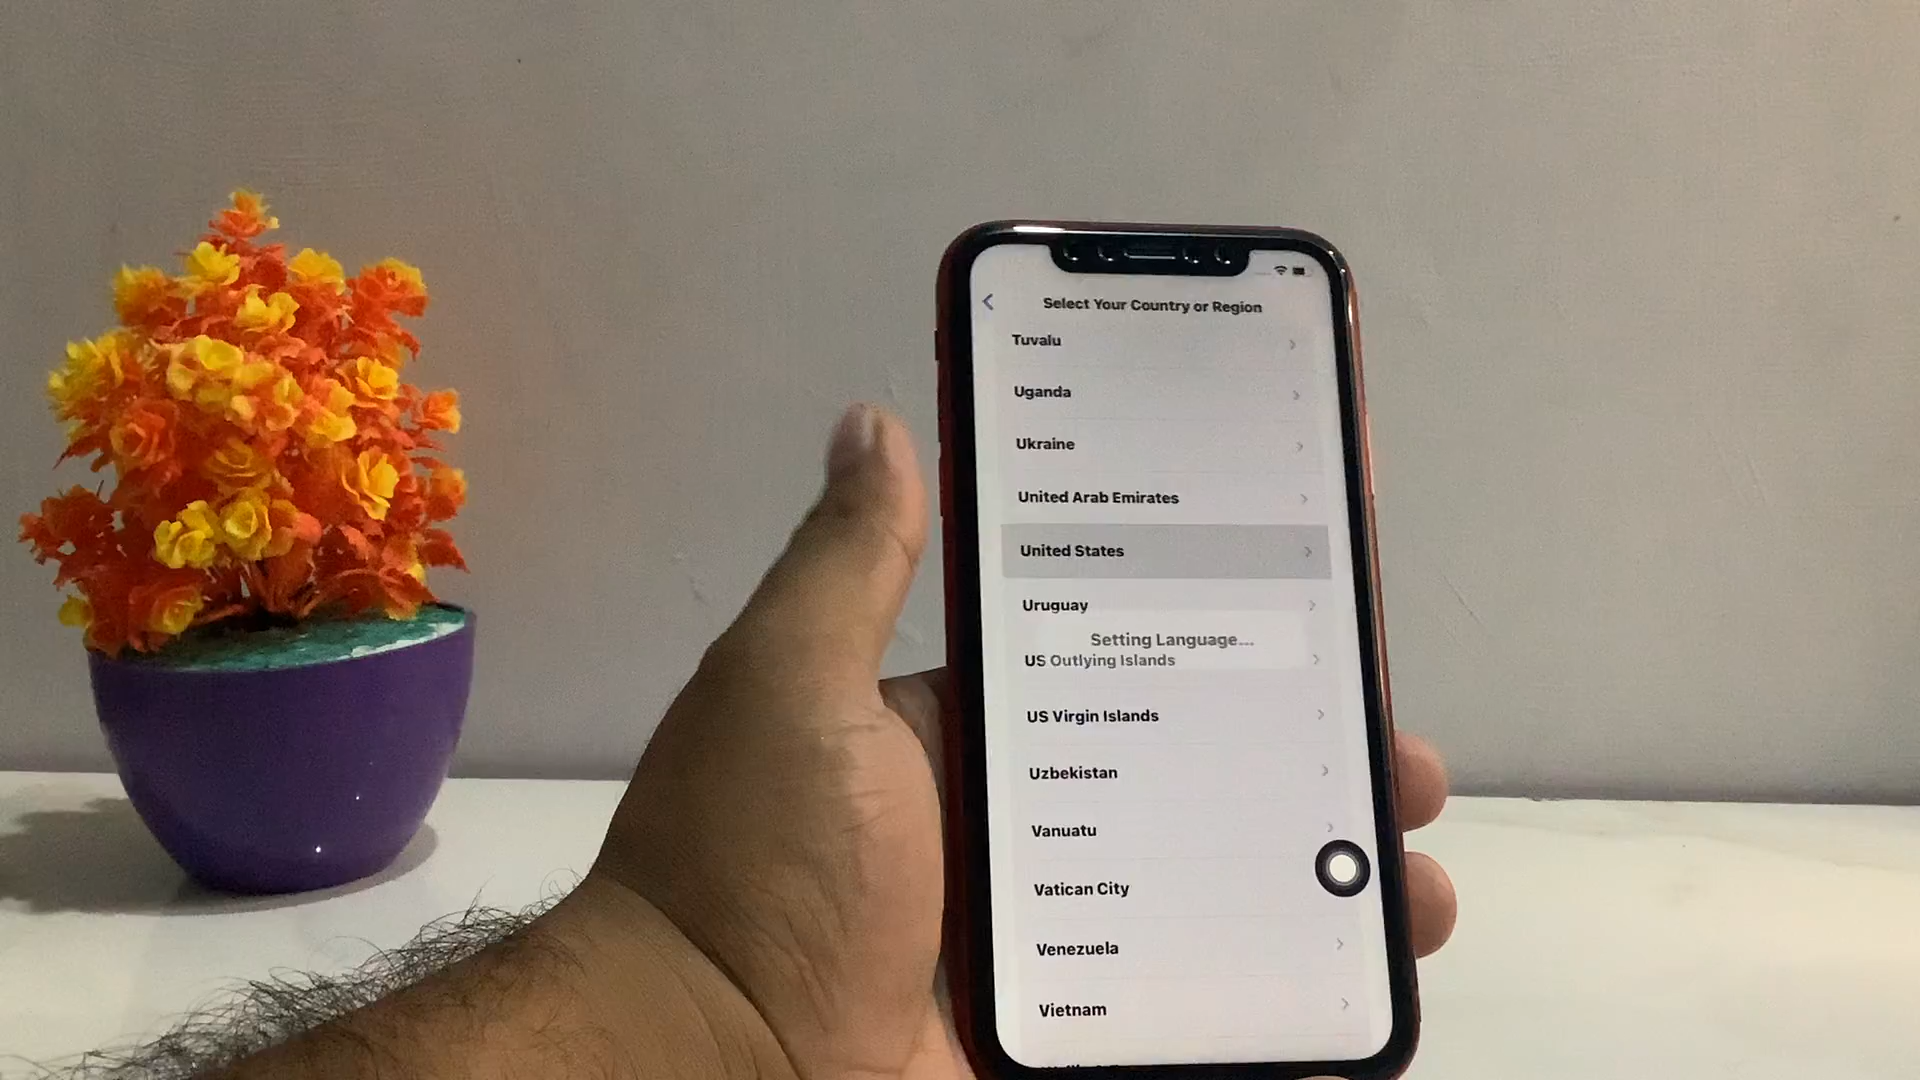 Select Your Country or Region
Tuvalu
Uganda
Ukraine
United Arab Emirates
United States
Uruguay
Setting Language...
US Outlying Islands
US Virgin Islands
Uzbekistan
Vanuatu
Vatican City
Venezuela
Vietnam